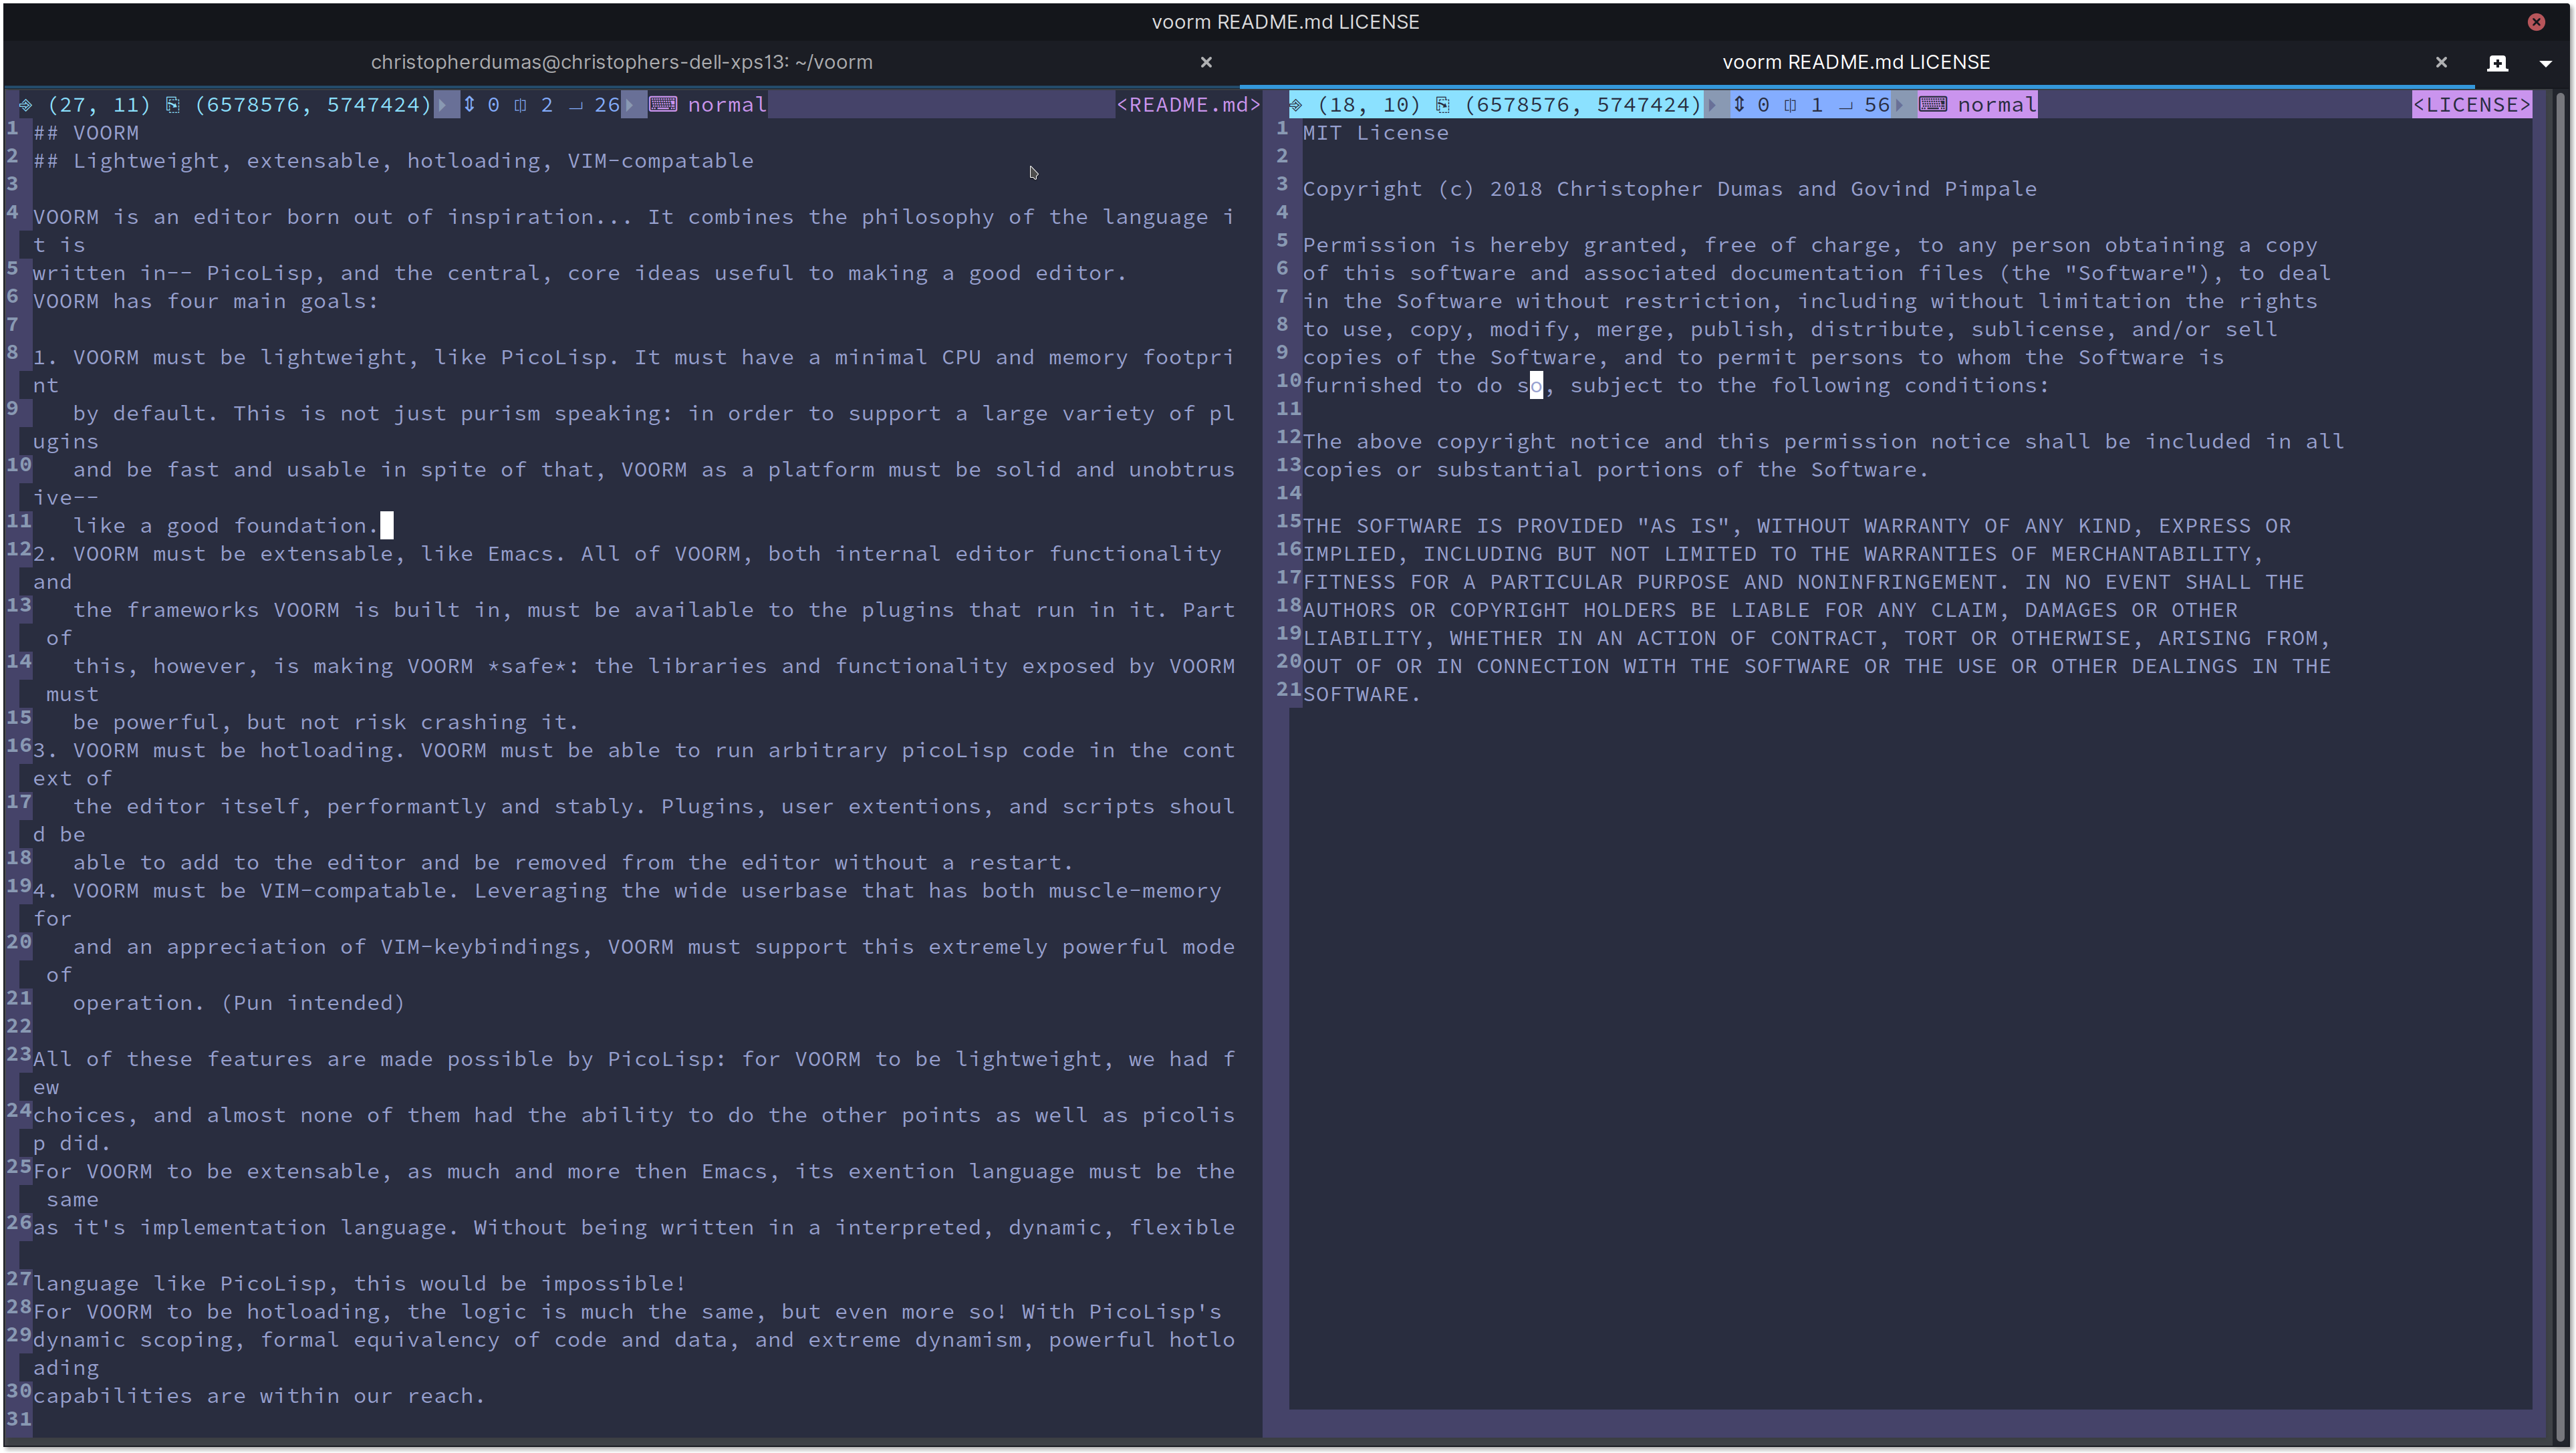 voorm README.md LICENSE
christopherdumas@christophers-dell-xps13: ~/voorm
voorm README.md LICENSE
(27, 11) (6578576, 5747424) 0 2 26 normal <README.md>
1 ## VOORM
2 ## Lightweight, extensable, hotloading, VIM-compatable
3
4 VOORM is an editor born out of inspiration... It combines the philosophy of the language i
t is
5 written in-- PicoLisp, and the central, core ideas useful to making a good editor.
6 VOORM has four main goals:
7
8 1. VOORM must be lightweight, like PicoLisp. It must have a minimal CPU and memory footpri
nt
9 by default. This is not just purism speaking: in order to support a large variety of pl
ugins
10 and be fast and usable in spite of that, VOORM as a platform must be solid and unobtrus
ive--
11 like a good foundation.
12 2. VOORM must be extensable, like Emacs. All of VOORM, both internal editor functionality
and
13 the frameworks VOORM is built in, must be available to the plugins that run in it. Part
of
14 this, however, is making VOORM *safe*: the libraries and functionality exposed by VOORM
must
15 be powerful, but not risk crashing it.
16 3. VOORM must be hotloading. VOORM must be able to run arbitrary picoLisp code in the cont
ext of
17 the editor itself, performantly and stably. Plugins, user extentions, and scripts shoul
d be
18 able to add to the editor and be removed from the editor without a restart.
19 4. VOORM must be VIM-compatable. Leveraging the wide userbase that has both muscle-memory
for
20 and an appreciation of VIM-keybindings, VOORM must support this extremely powerful mode
of
21 operation. (Pun intended)
22
23 All of these features are made possible by PicoLisp: for VOORM to be lightweight, we had f
ew
24 choices, and almost none of them had the ability to do the other points as well as picolis
p did.
25 For VOORM to be extensable, as much and more then Emacs, its exention language must be the
same
26 as it's implementation language. Without being written in a interpreted, dynamic, flexible
27 language like PicoLisp, this would be impossible!
28 For VOORM to be hotloading, the logic is much the same, but even more so! With PicoLisp's
29 dynamic scoping, formal equivalency of code and data, and extreme dynamism, powerful hotlo
ading
30 capabilities are within our reach.
31
(18, 10) (6578576, 5747424) 0 1 56 normal <LICENSE>
1 MIT License
2
3 Copyright (c) 2018 Christopher Dumas and Govind Pimpale
4
5 Permission is hereby granted, free of charge, to any person obtaining a copy
6 of this software and associated documentation files (the "Software"), to deal
7 in the Software without restriction, including without limitation the rights
8 to use, copy, modify, merge, publish, distribute, sublicense, and/or sell
9 copies of the Software, and to permit persons to whom the Software is
10 furnished to do so, subject to the following conditions:
11
12 The above copyright notice and this permission notice shall be included in all
13 copies or substantial portions of the Software.
14
15 THE SOFTWARE IS PROVIDED "AS IS", WITHOUT WARRANTY OF ANY KIND, EXPRESS OR
16 IMPLIED, INCLUDING BUT NOT LIMITED TO THE WARRANTIES OF MERCHANTABILITY,
17 FITNESS FOR A PARTICULAR PURPOSE AND NONINFRINGEMENT. IN NO EVENT SHALL THE
18 AUTHORS OR COPYRIGHT HOLDERS BE LIABLE FOR ANY CLAIM, DAMAGES OR OTHER
19 LIABILITY, WHETHER IN AN ACTION OF CONTRACT, TORT OR OTHERWISE, ARISING FROM,
20 OUT OF OR IN CONNECTION WITH THE SOFTWARE OR THE USE OR OTHER DEALINGS IN THE
21 SOFTWARE.